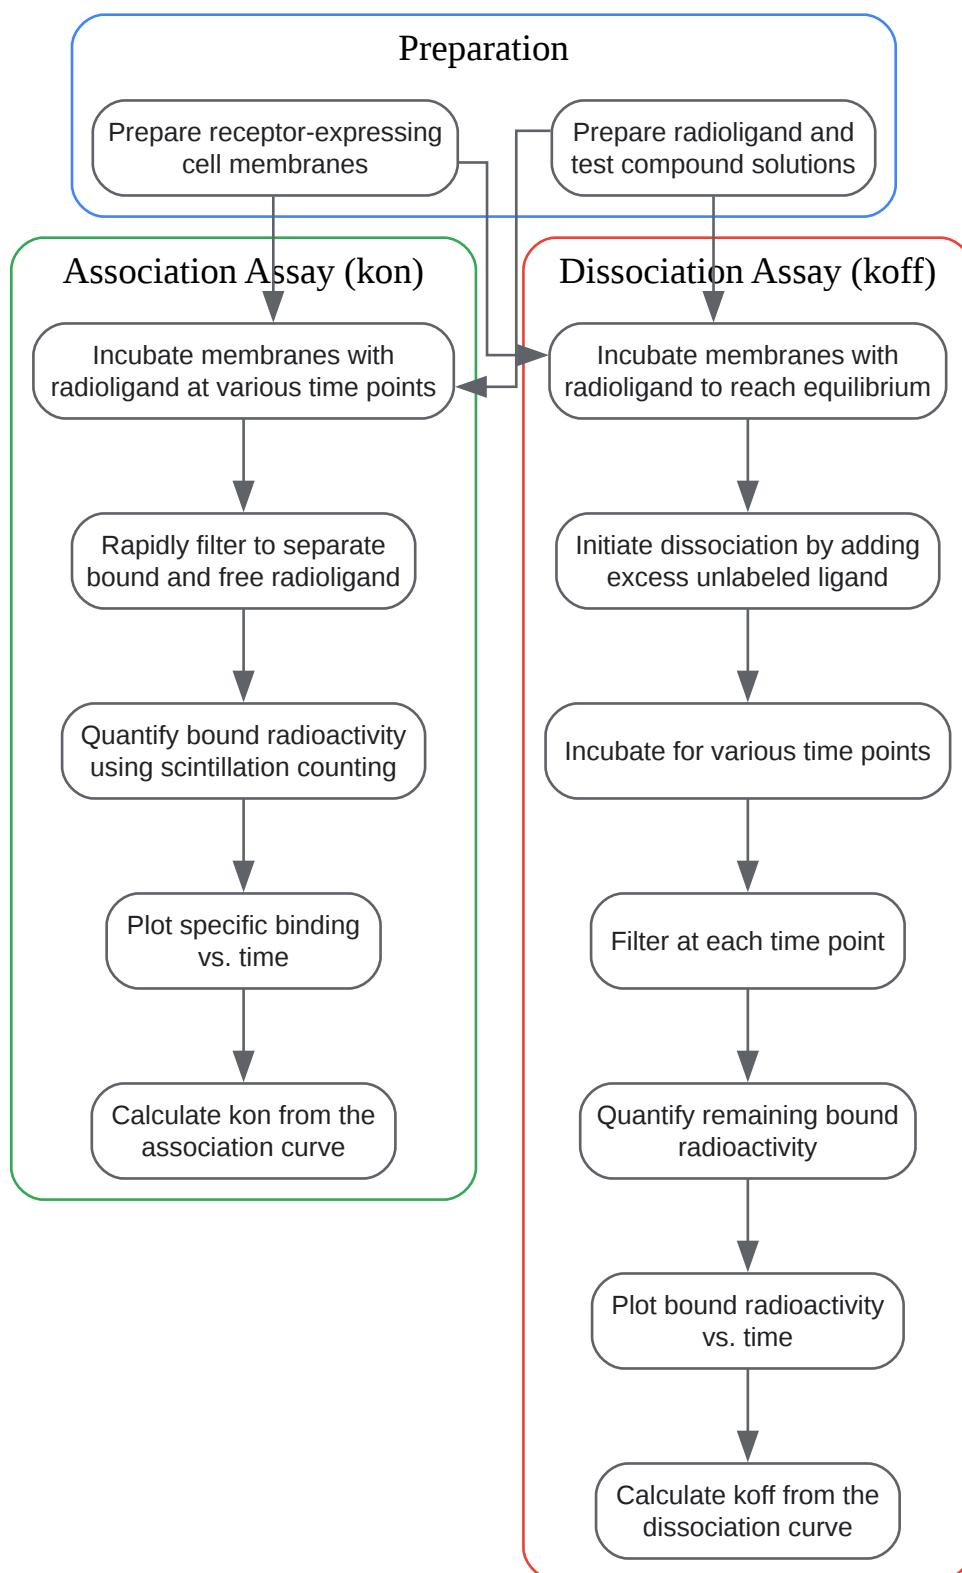 Preparation
Prepare receptor-expressing
cell membranes
Prepare radioligand and
test compound solutions
Association Assay (kon)
Incubate membranes with
radioligand at various time points
Rapidly filter to separate
bound and free radioligand
Quantify bound radioactivity
using scintillation counting
Plot specific binding
vs. time
Calculate kon from the
association curve
Dissociation Assay (koff)
Incubate membranes with
radioligand to reach equilibrium
Initiate dissociation by adding
excess unlabeled ligand
Incubate for various time points
Filter at each time point
Quantify remaining bound
radioactivity
Plot bound radioactivity
vs. time
Calculate koff from the
dissociation curve